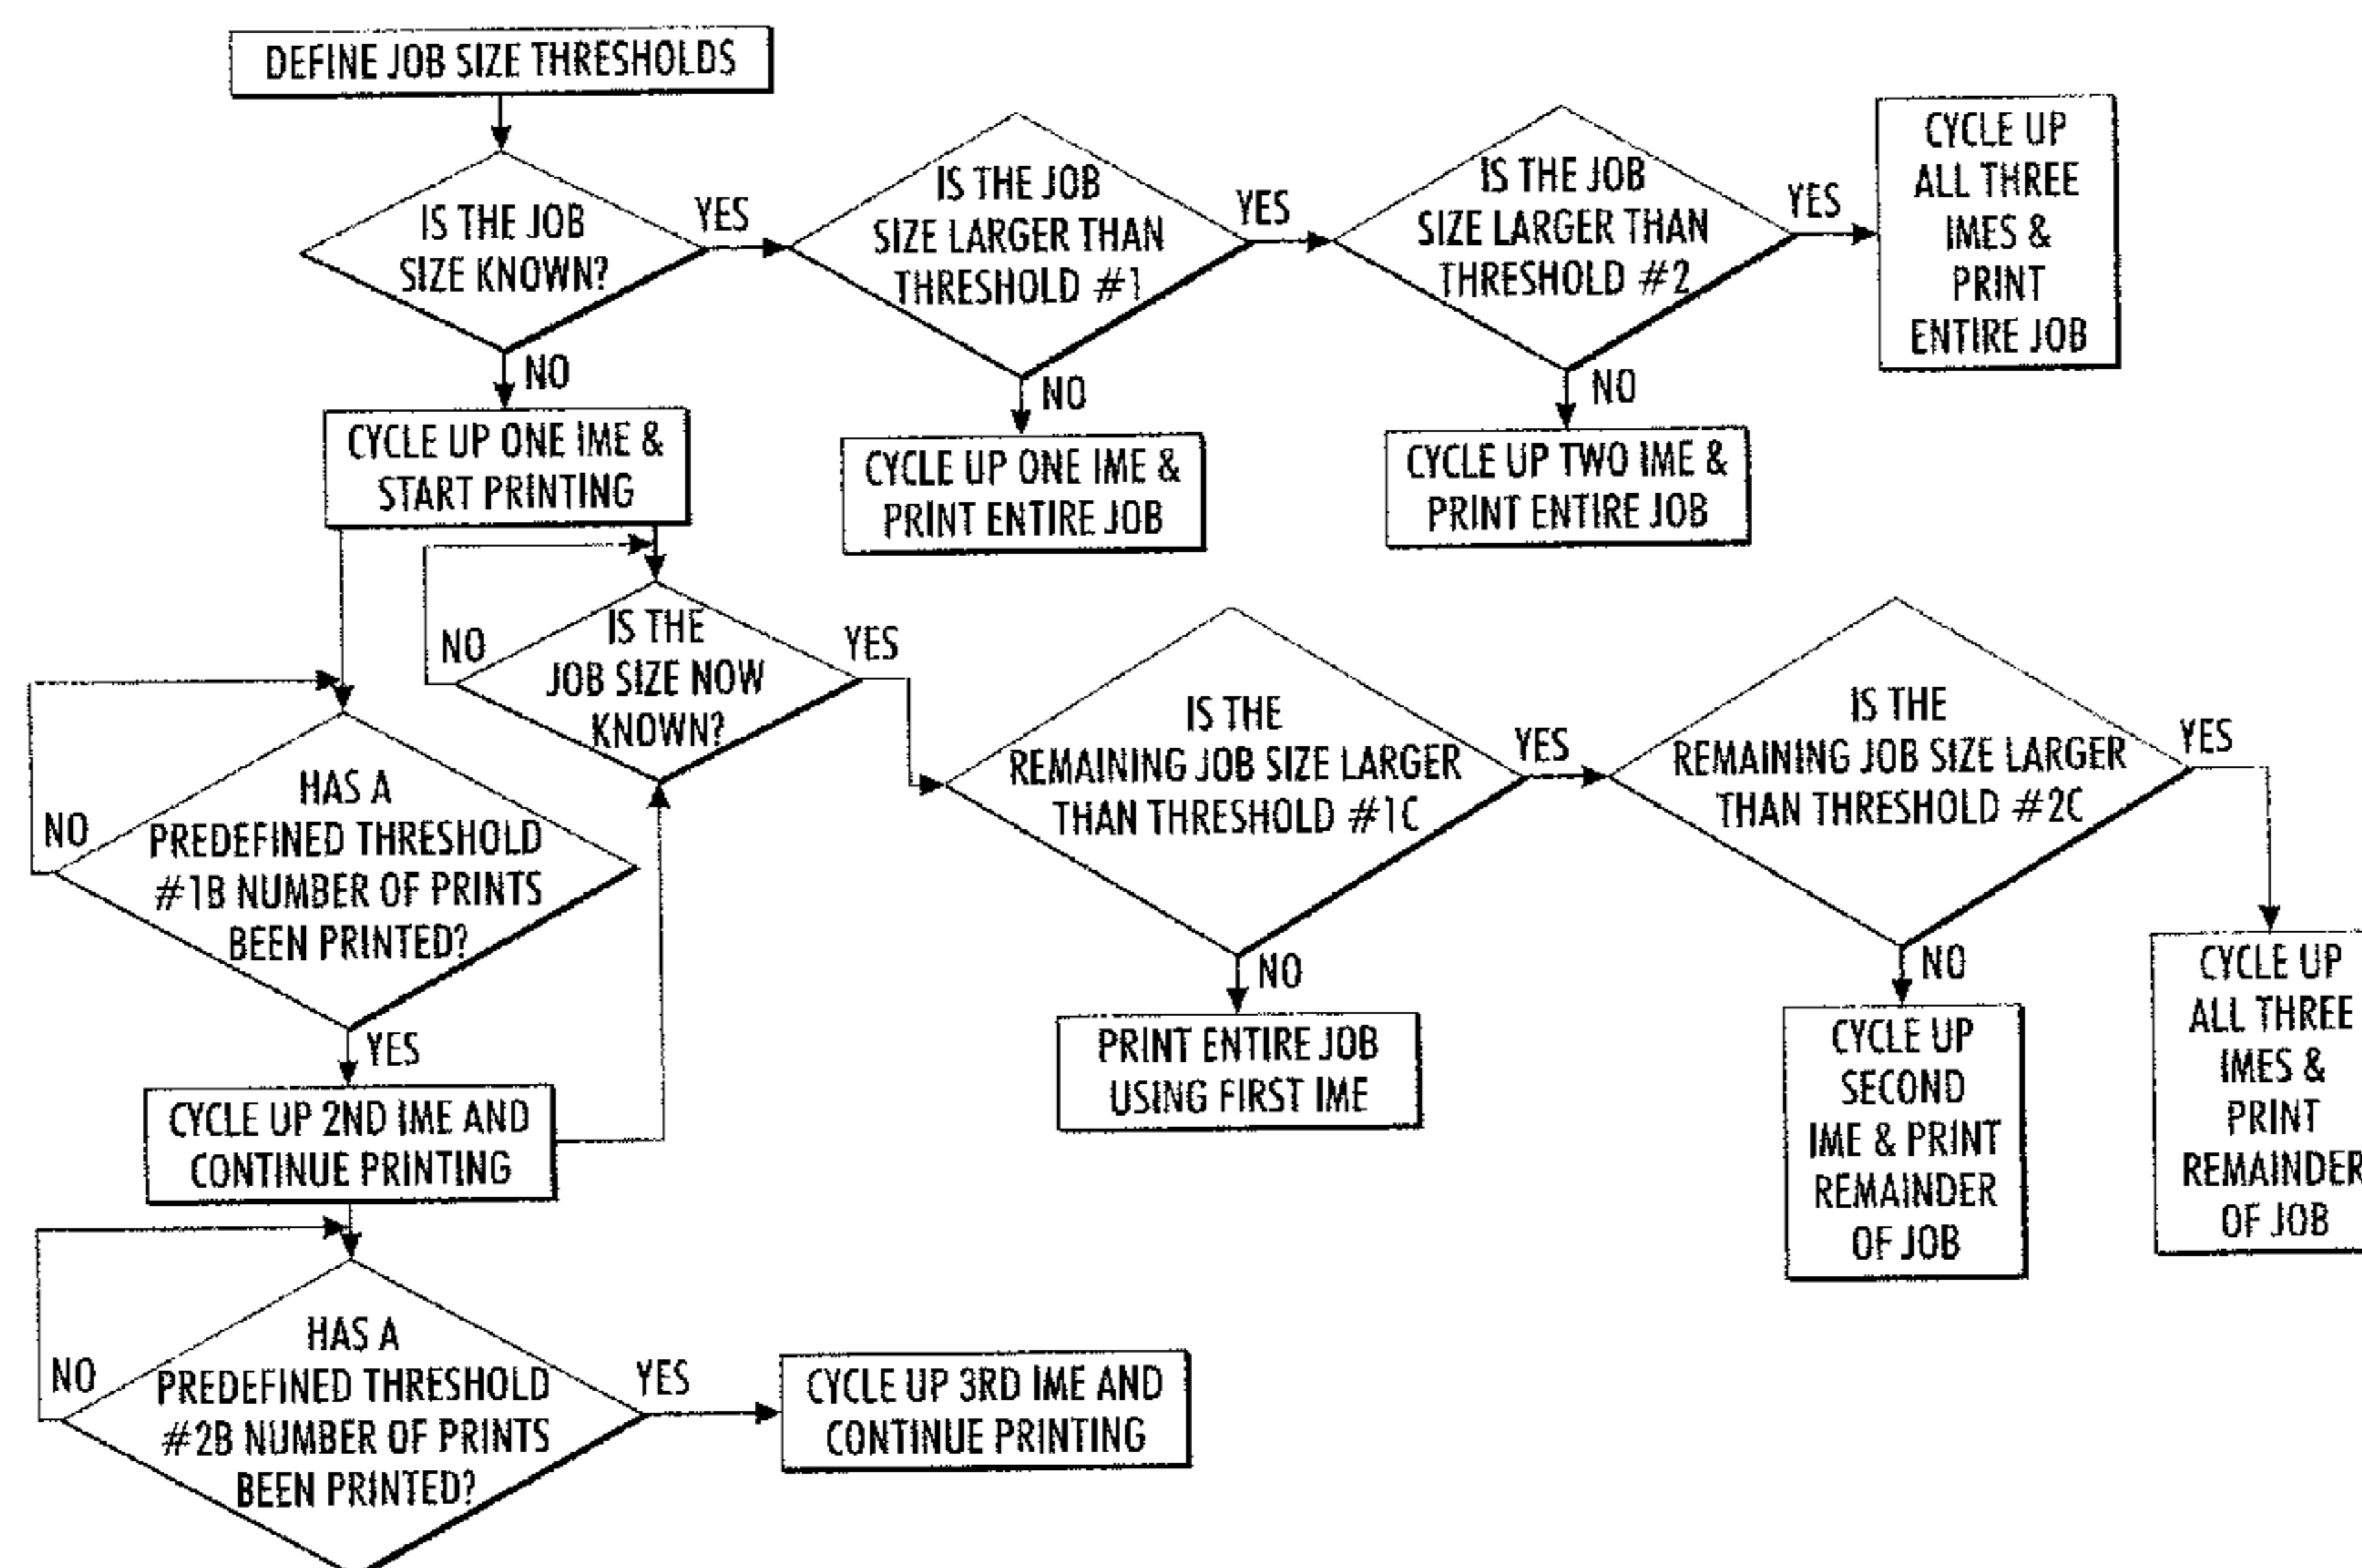 DEFINE JOB SIZE THRESHOLDS
IS THE JOB
SIZE KNOWN?
YES
NO
IS THE JOB
SIZE LARGER THAN
THRESHOLD #1
YES
NO
IS THE JOB
SIZE LARGER THAN
THRESHOLD #2
YES
NO
CYCLE UP
ALL THREE
IMES &
PRINT
ENTIRE JOB
CYCLE UP ONE IME &
START PRINTING
CYCLE UP ONE IME &
PRINT ENTIRE JOB
CYCLE UP TWO IME &
PRINT ENTIRE JOB
IS THE
JOB SIZE NOW
KNOWN?
NO
YES
HAS A
PREDEFINED THRESHOLD
#1B NUMBER OF PRINTS
BEEN PRINTED?
NO
YES
IS THE
REMAINING JOB SIZE LARGER
THAN THRESHOLD #1C
YES
NO
IS THE
REMAINING JOB SIZE LARGER
THAN THRESHOLD #2C
YES
NO
PRINT ENTIRE JOB
USING FIRST IME
CYCLE UP
SECOND
IME & PRINT
REMAINDER
OF JOB
CYCLE UP
ALL THREE
IMES &
PRINT
REMAINDER
OF JOB
CYCLE UP 2ND IME AND
CONTINUE PRINTING
HAS A
PREDEFINED THRESHOLD
#2B NUMBER OF PRINTS
BEEN PRINTED?
NO
YES
CYCLE UP 3RD IME AND
CONTINUE PRINTING